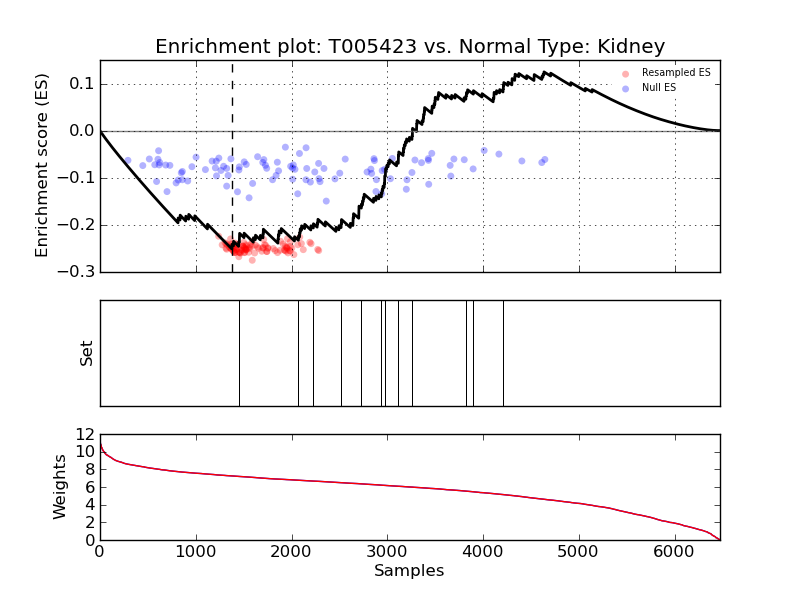 Enrichment plot: T005423 vs. Normal Type: Kidney
Enrichment score (ES)
0.1
0.0
−0.1
−0.2
−0.3
Resampled ES
Null ES
Set
Weights
12
10
8
6
4
2
0
0 1000 2000 3000 4000 5000 6000
Samples